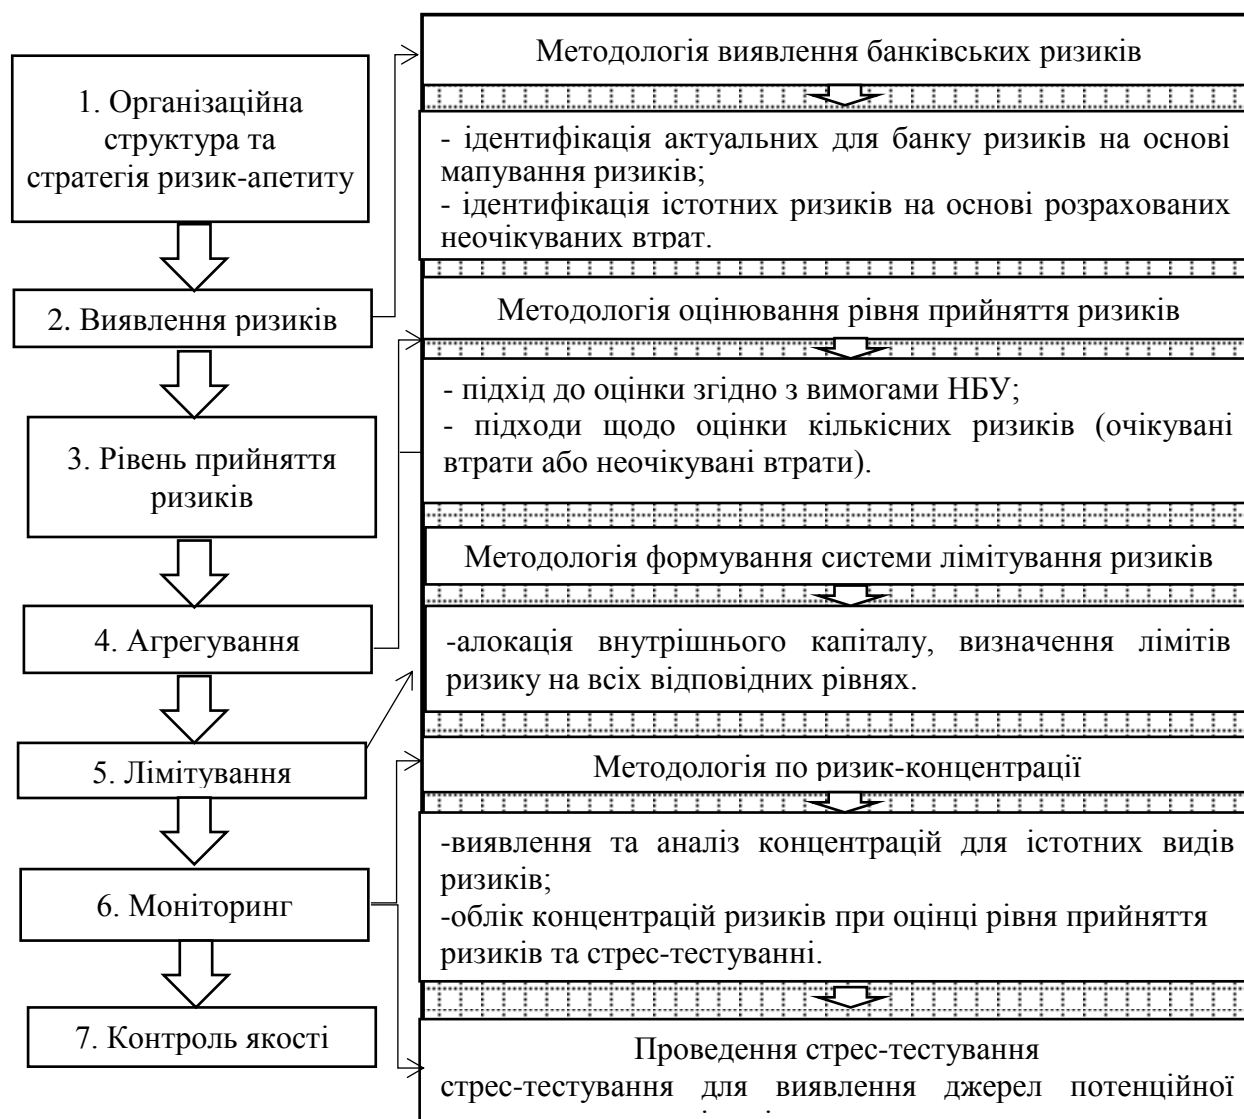 1. Організаційна
структура та
стратегія ризик-апетиту
2. Виявлення ризиків
3. Рівень прийняття
ризиків
4. Агрегування
5. Лімітування
6. Моніторинг
7. Контроль якості
Методологія виявлення банківських ризиків
- ідентифікація актуальних для банку ризиків на основі
мапування ризиків;
- ідентифікація істотних ризиків на основі розрахованих
неочікуваних втрат.
Методологія оцінювання рівня прийняття ризиків
- підхід до оцінки згідно з вимогами НБУ;
- підходи щодо оцінки кількісних ризиків (очікувані
втрати або неочікувані втрати).
Методологія формування системи лімітування ризиків
-алокація внутрішнього капіталу, визначення лімітів
ризику на всіх відповідних рівнях.
Методологія по ризик-концентрації
-виявлення та аналіз концентрацій для істотних видів
ризиків;
-облік концентрацій ризиків при оцінці рівня прийняття
ризиків та стрес-тестуванні.
Проведення стрес-тестування
стрес-тестування для виявлення джерел потенційної